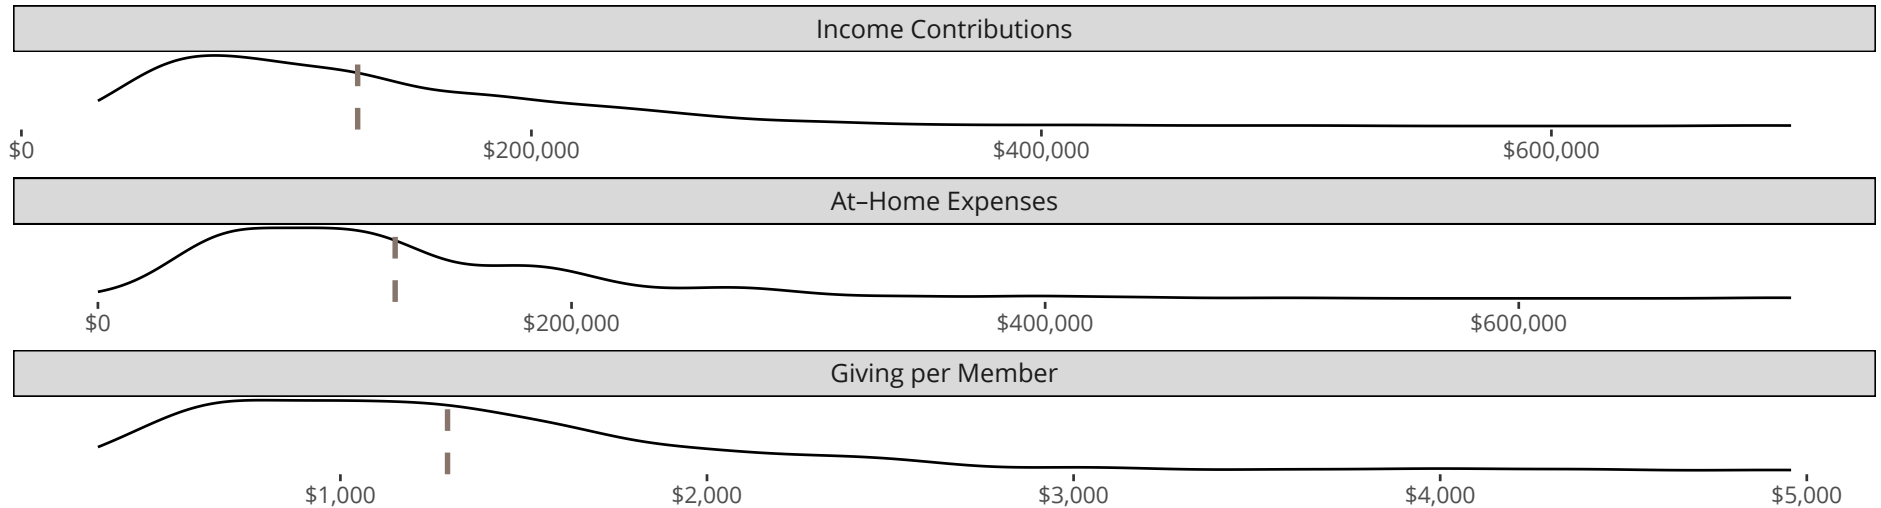 Income Contributions
$0 $200,000 $400,000 $600,000
At–Home Expenses
$0 $200,000 $400,000 $600,000
Giving per Member
$1,000 $2,000 $3,000 $4,000 $5,000